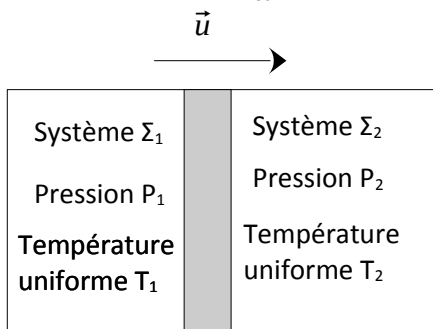 u⃗
Système Σ₁
Pression P₁
Température
uniforme T₁
Système Σ₂
Pression P₂
Température
uniforme T₂